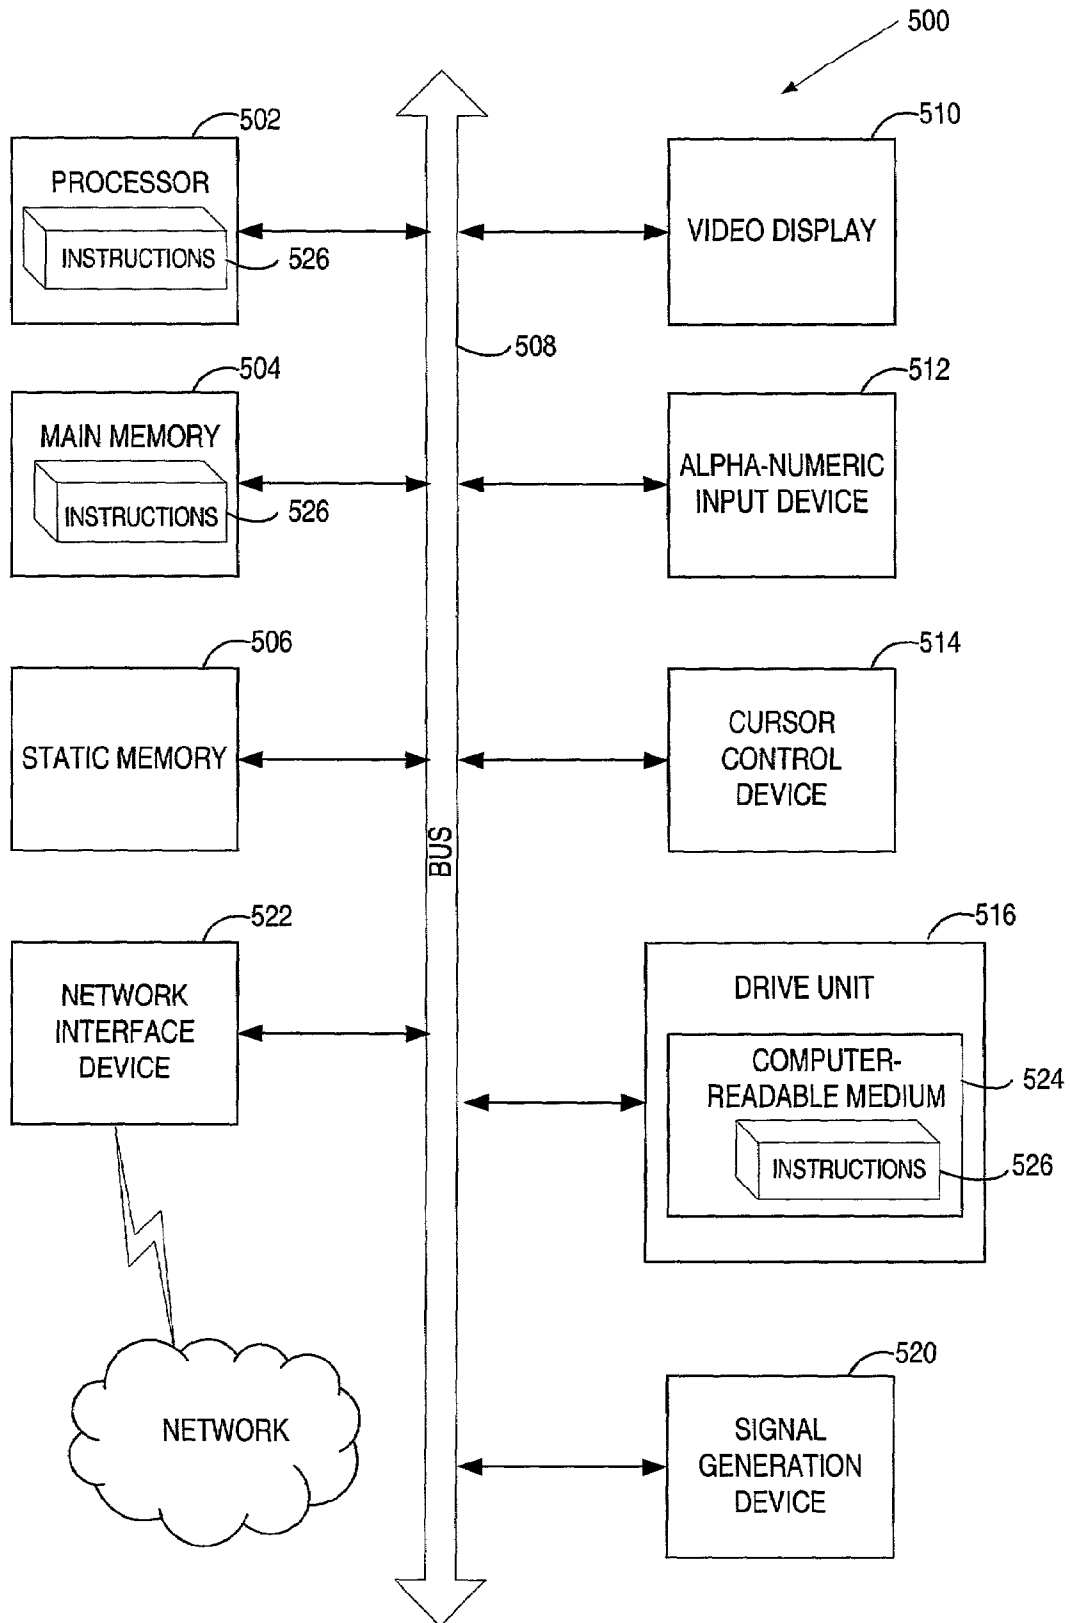 500
502
PROCESSOR
INSTRUCTIONS
526
510
VIDEO DISPLAY
508
504
MAIN MEMORY
INSTRUCTIONS
526
512
ALPHA-NUMERIC
INPUT DEVICE
506
STATIC MEMORY
514
CURSOR
CONTROL
DEVICE
BUS
522
NETWORK
INTERFACE
DEVICE
516
DRIVE UNIT
COMPUTER-
READABLE MEDIUM
524
INSTRUCTIONS
526
NETWORK
520
SIGNAL
GENERATION
DEVICE